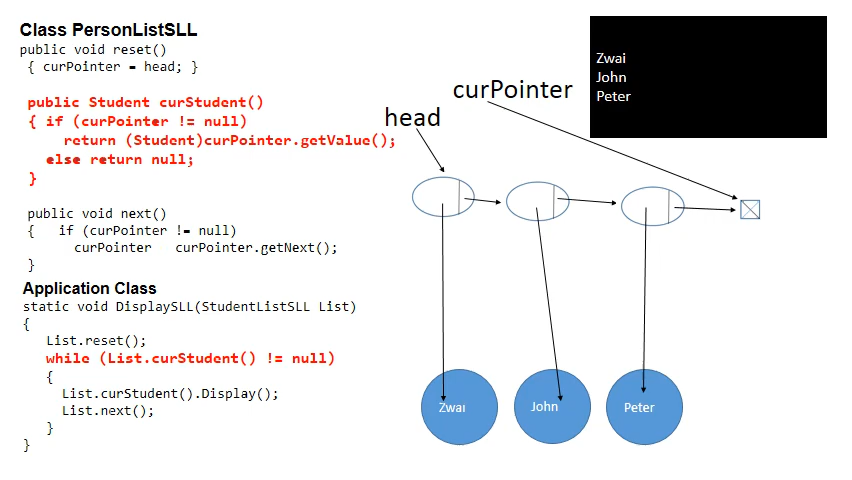 Class PersonListSLL
public void reset()
{ curPointer = head; }
public Student curStudent()
{ if (curPointer != null)
return (Student)curPointer.getValue();
else return null;
}
public void next()
{ if (curPointer != null)
curPointer curPointer.getNext();
}
Application Class
static void DisplaySLL(StudentListSLL List)
{
List.reset();
while (List.curStudent() != null)
{
List.curStudent().Display();
List.next();
}
}
head
curPointer
Zwai
John
Peter
Zwai
John
Peter